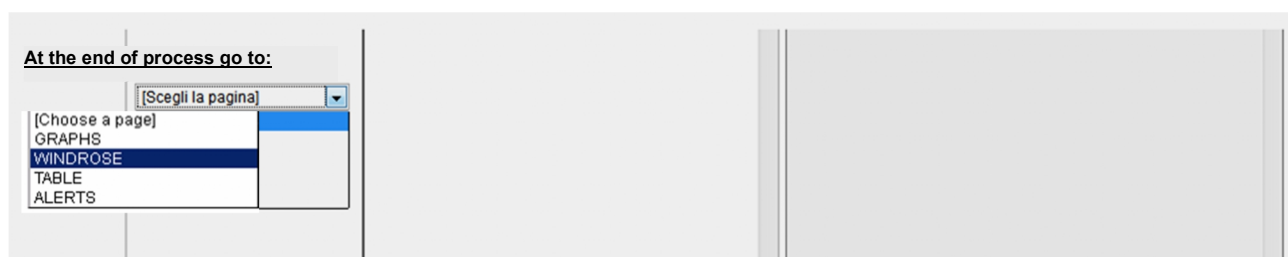 At the end of process go to:
[Scegli la pagina]
[Choose a page]
GRAPHS
WINDROSE
TABLE
ALERTS